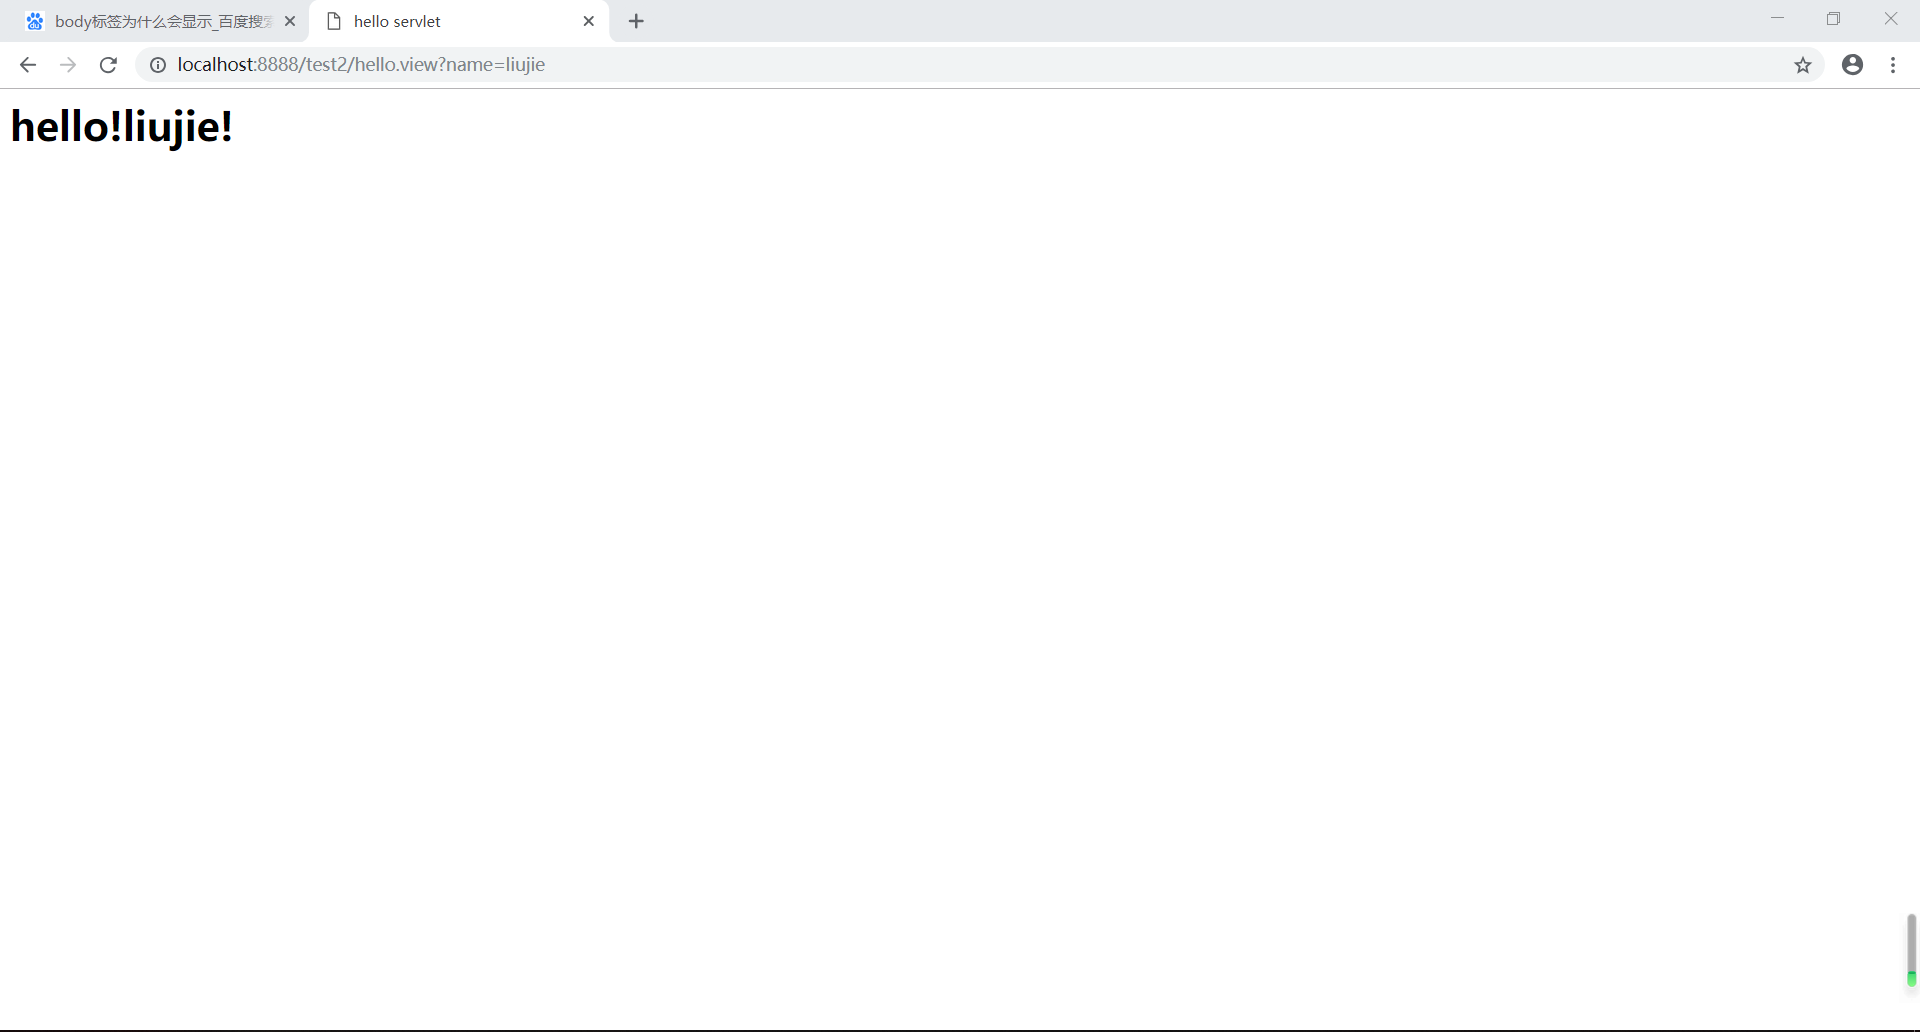 body标签为什么会显示_百度搜索
hello servlet
localhost:8888/test2/hello.view?name=liujie
hello!liujie!